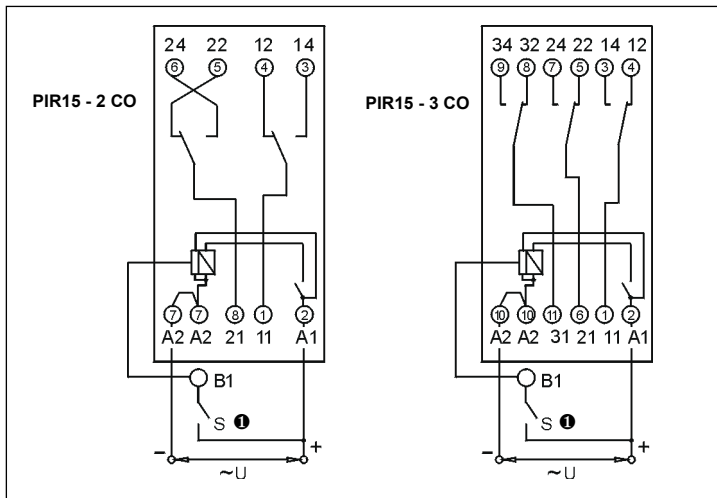 24 22 12 14
6 5 4 3
PIR15 - 2 CO
7 7 8 1 2
A2 A2 21 11 A1
B1
S ❶
– +
~U
34 32 24 22 14 12
9 8 7 5 3 4
PIR15 - 3 CO
10 10 11 6 1 2
A2 A2 31 21 11 A1
B1
S ❶
– +
~U